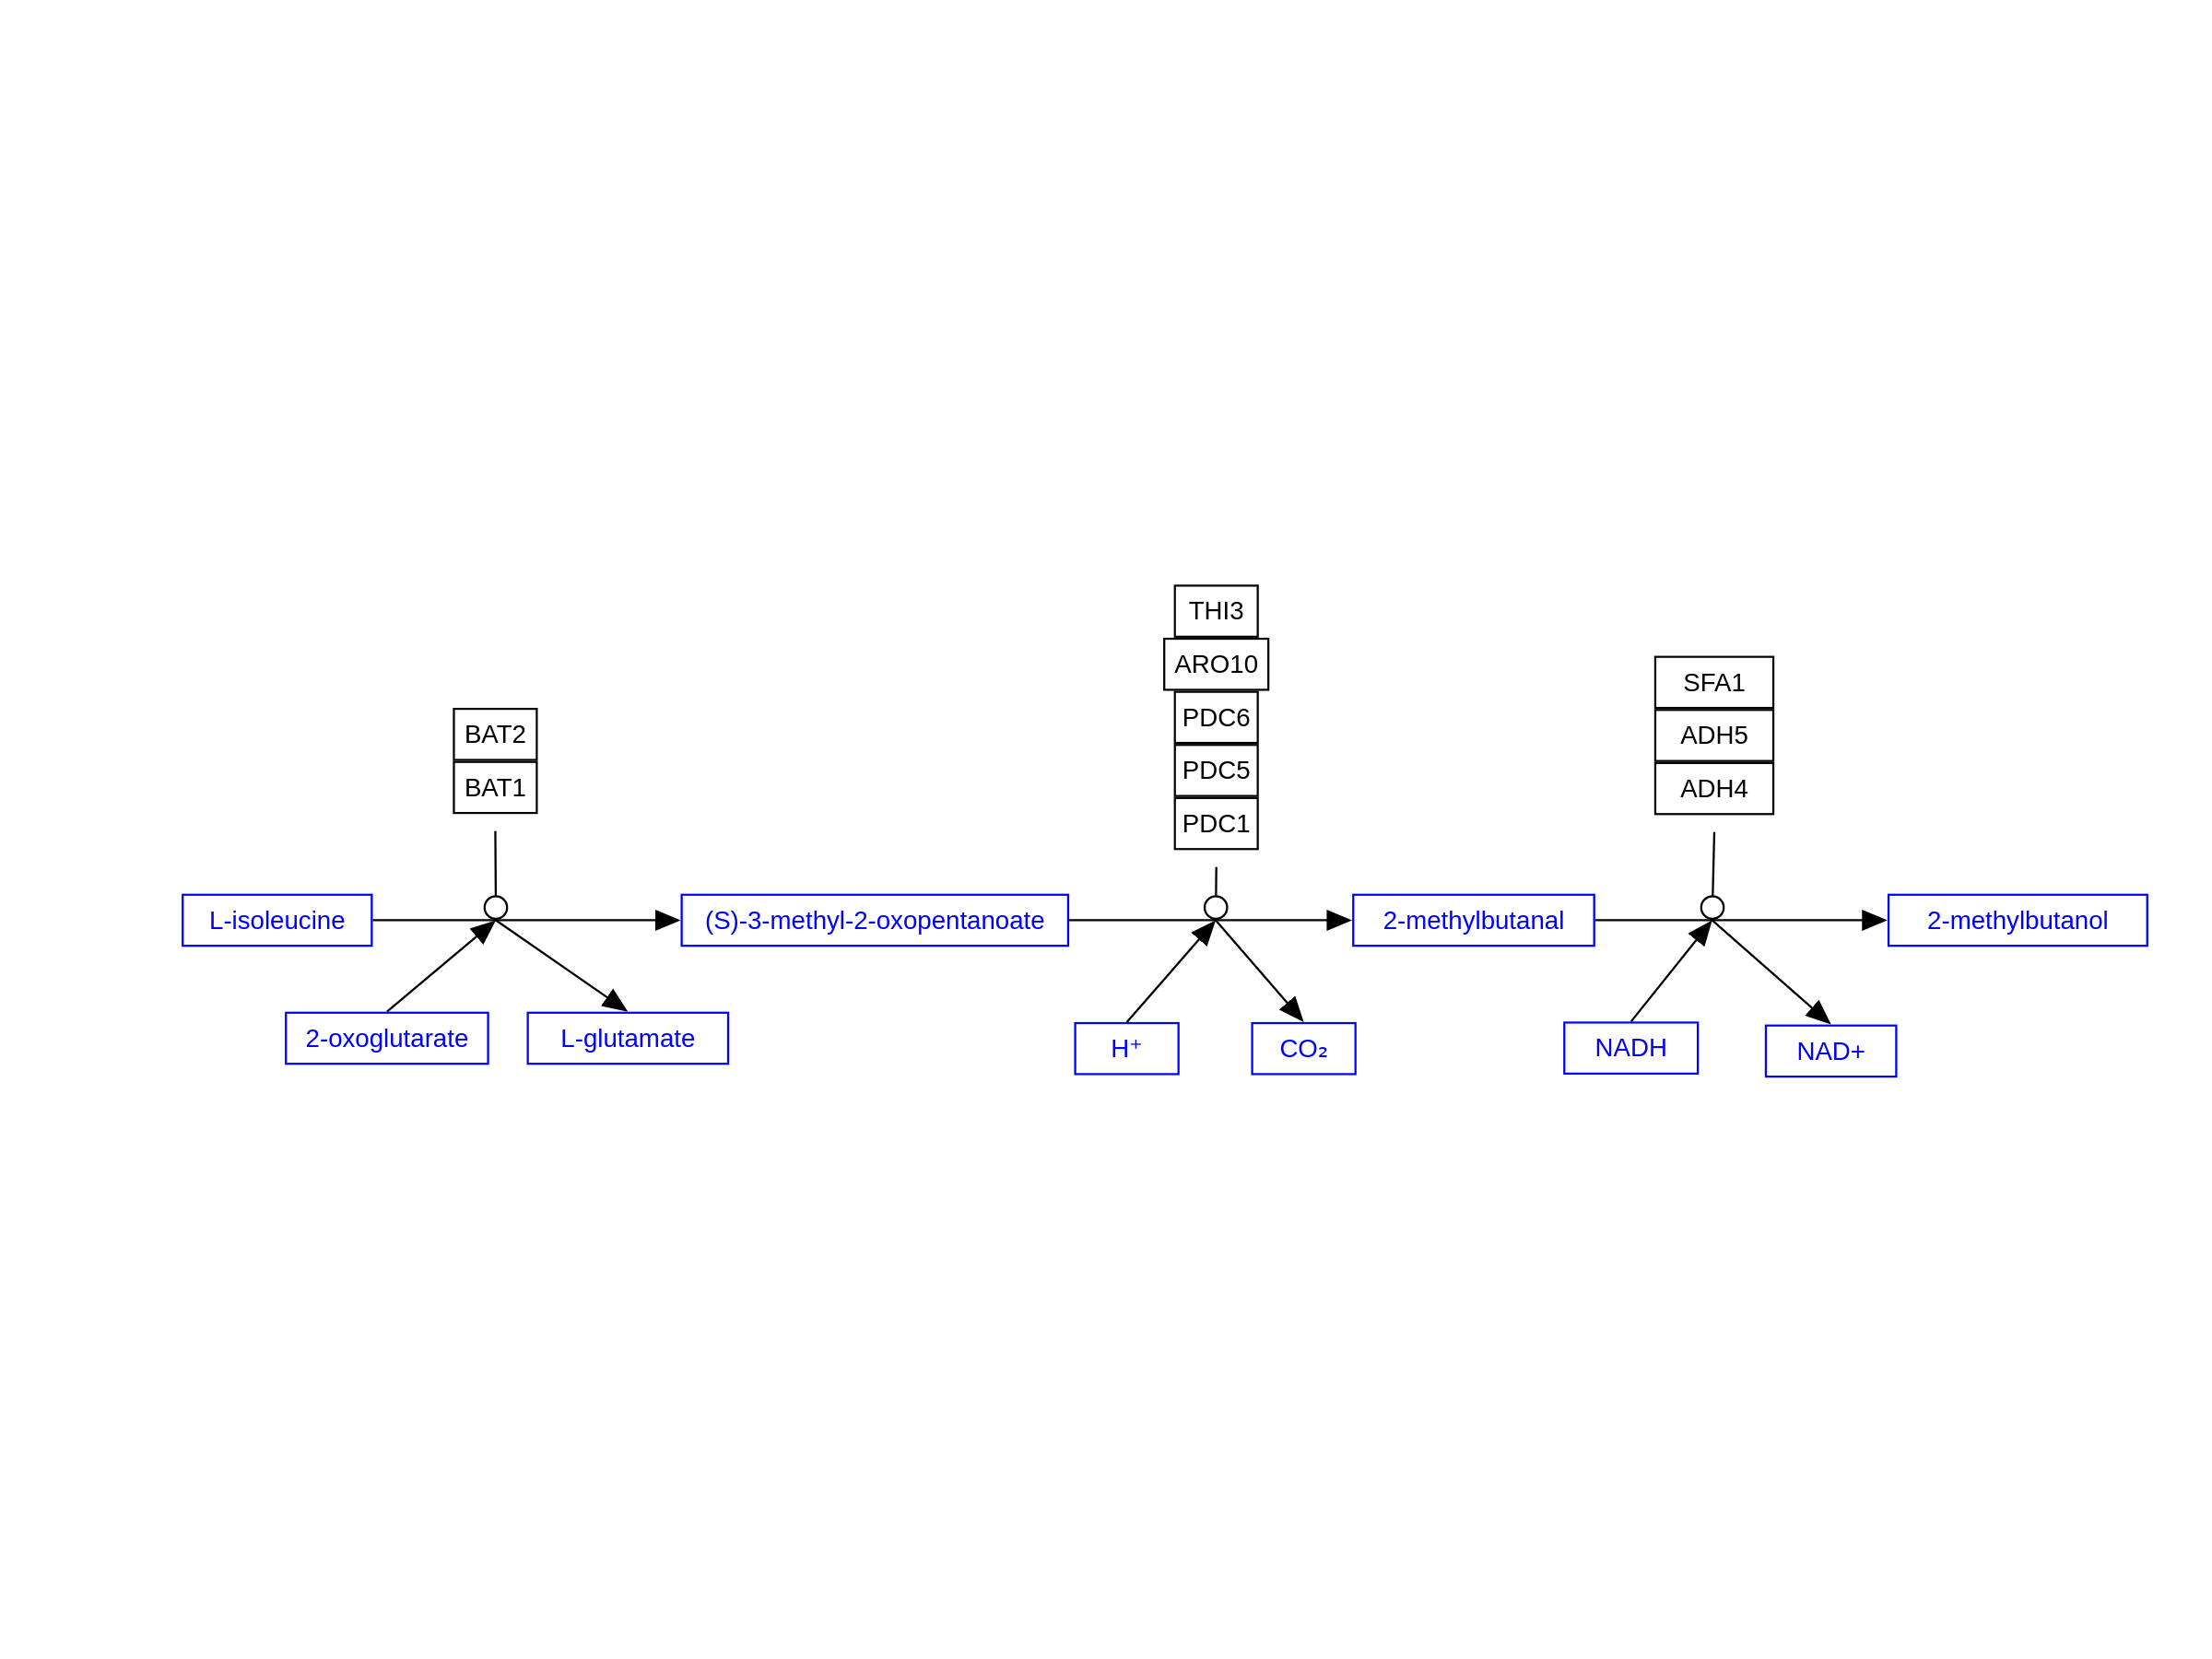 THI3
ARO10
SFA1
PDC6
BAT2
ADH5
PDC5
BAT1
ADH4
PDC1
L-isoleucine
(S)-3-methyl-2-oxopentanoate
2-methylbutanal
2-methylbutanol
2-oxoglutarate
L-glutamate
H⁺
CO₂
NADH
NAD+